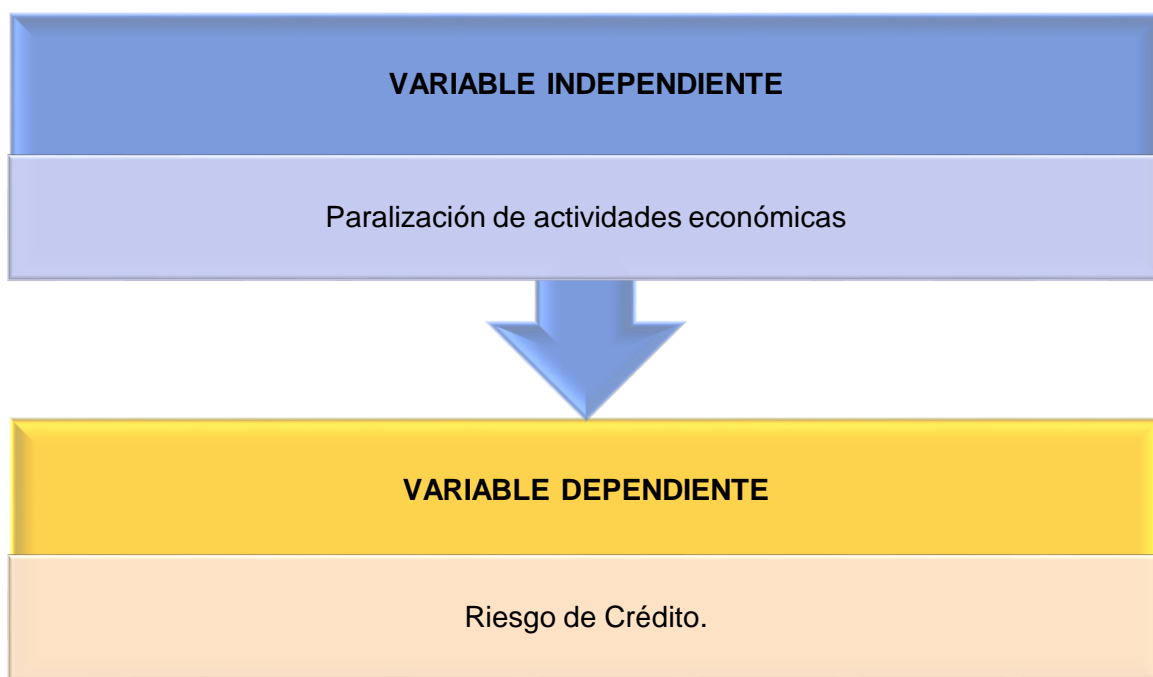 VARIABLE INDEPENDIENTE
Paralización de actividades económicas
VARIABLE DEPENDIENTE
Riesgo de Crédito.